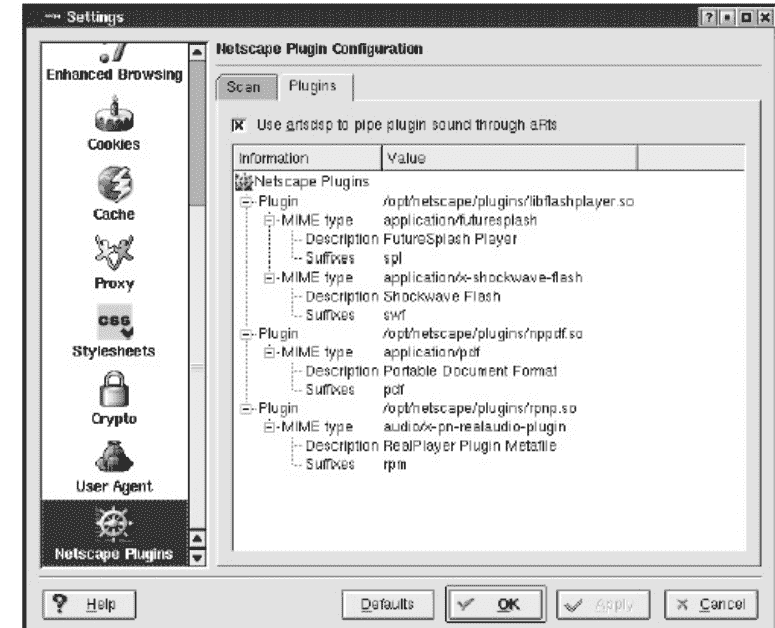 Settings
Enhanced Browsing
Cookies
Cache
Proxy
CSS
Stylesheets
Crypto
User Agent
Netscape Plugins
Netscape Plugin Configuration
Scan Plugins
Use artsdsp to pipe plugin sound through aRts
Information Value
Netscape Plugins
Plugin /opt/netscape/plugins/libflashplayer.so
MIME type application/futuresplash
Description FutureSplash Player
Suffixes spl
MIME type application/x-shockwave-flash
Description Shockwave Flash
Suffixes swf
Plugin /opt/netscape/plugins/nppdf.so
MIME type application/pdf
Description Portable Document Format
Suffixes pdf
Plugin /opt/netscape/plugins/rpnp.so
MIME type audio/x-pn-realaudio-plugin
Description RealPlayer Plugin Metafile
Suffixes rpm
Help Defaults OK Apply Cancel